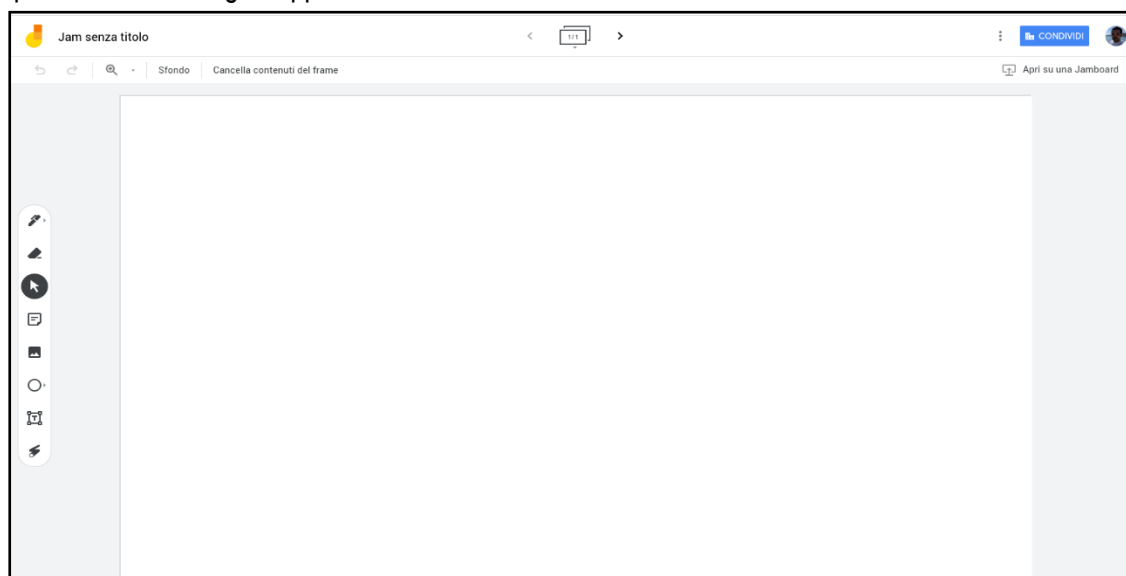 Jam senza titolo
1/1
CONDIVIDI
Sfondo
Cancella contenuti del frame
Apri su una Jamboard